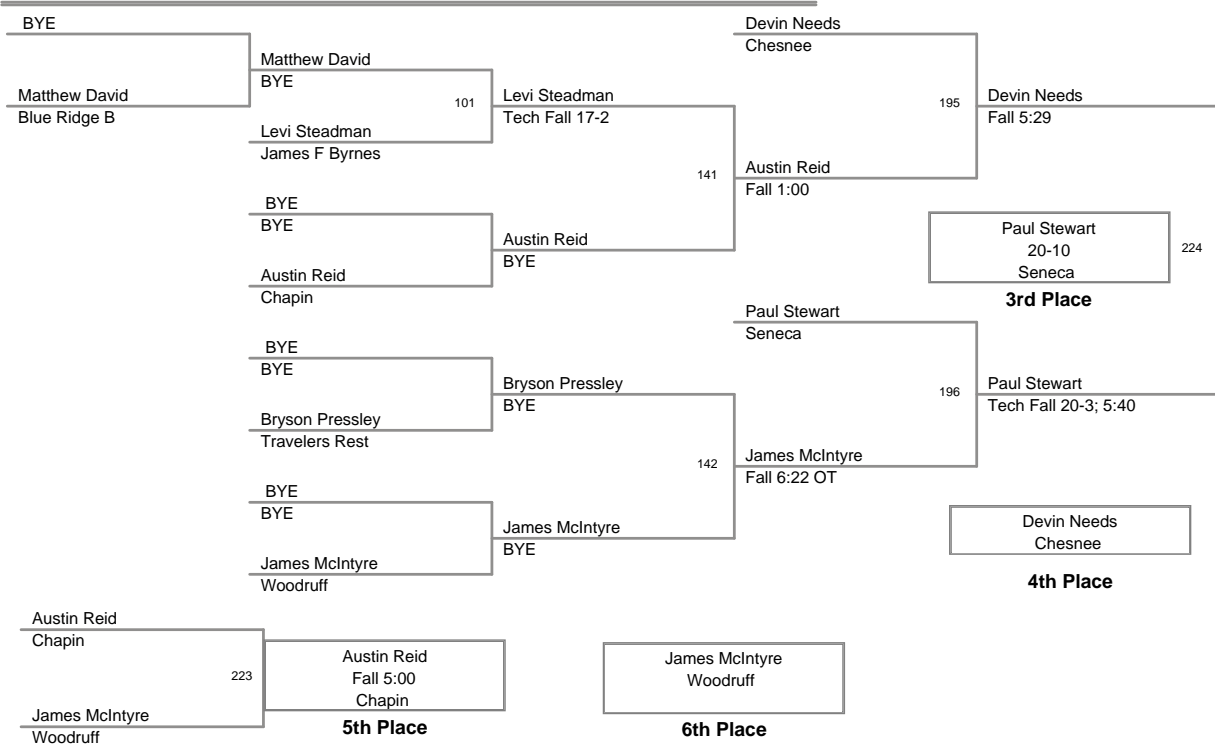 BYE
Matthew David
Blue Ridge B
Matthew David
BYE
101
Levi Steadman
James F Byrnes
Levi Steadman
Tech Fall 17-2
BYE
BYE
Austin Reid
Chapin
Austin Reid
BYE
141
Austin Reid
Fall 1:00
Devin Needs
Chesnee
195
Devin Needs
Fall 5:29
Paul Stewart
20-10
Seneca
224
3rd Place
BYE
BYE
Bryson Pressley
Travelers Rest
Bryson Pressley
BYE
BYE
BYE
James McIntyre
Woodruff
James McIntyre
BYE
142
James McIntyre
Fall 6:22 OT
Paul Stewart
Seneca
196
Paul Stewart
Tech Fall 20-3; 5:40
Devin Needs
Chesnee
4th Place
Austin Reid
Chapin
223
James McIntyre
Woodruff
Austin Reid
Fall 5:00
Chapin
5th Place
James McIntyre
Woodruff
6th Place